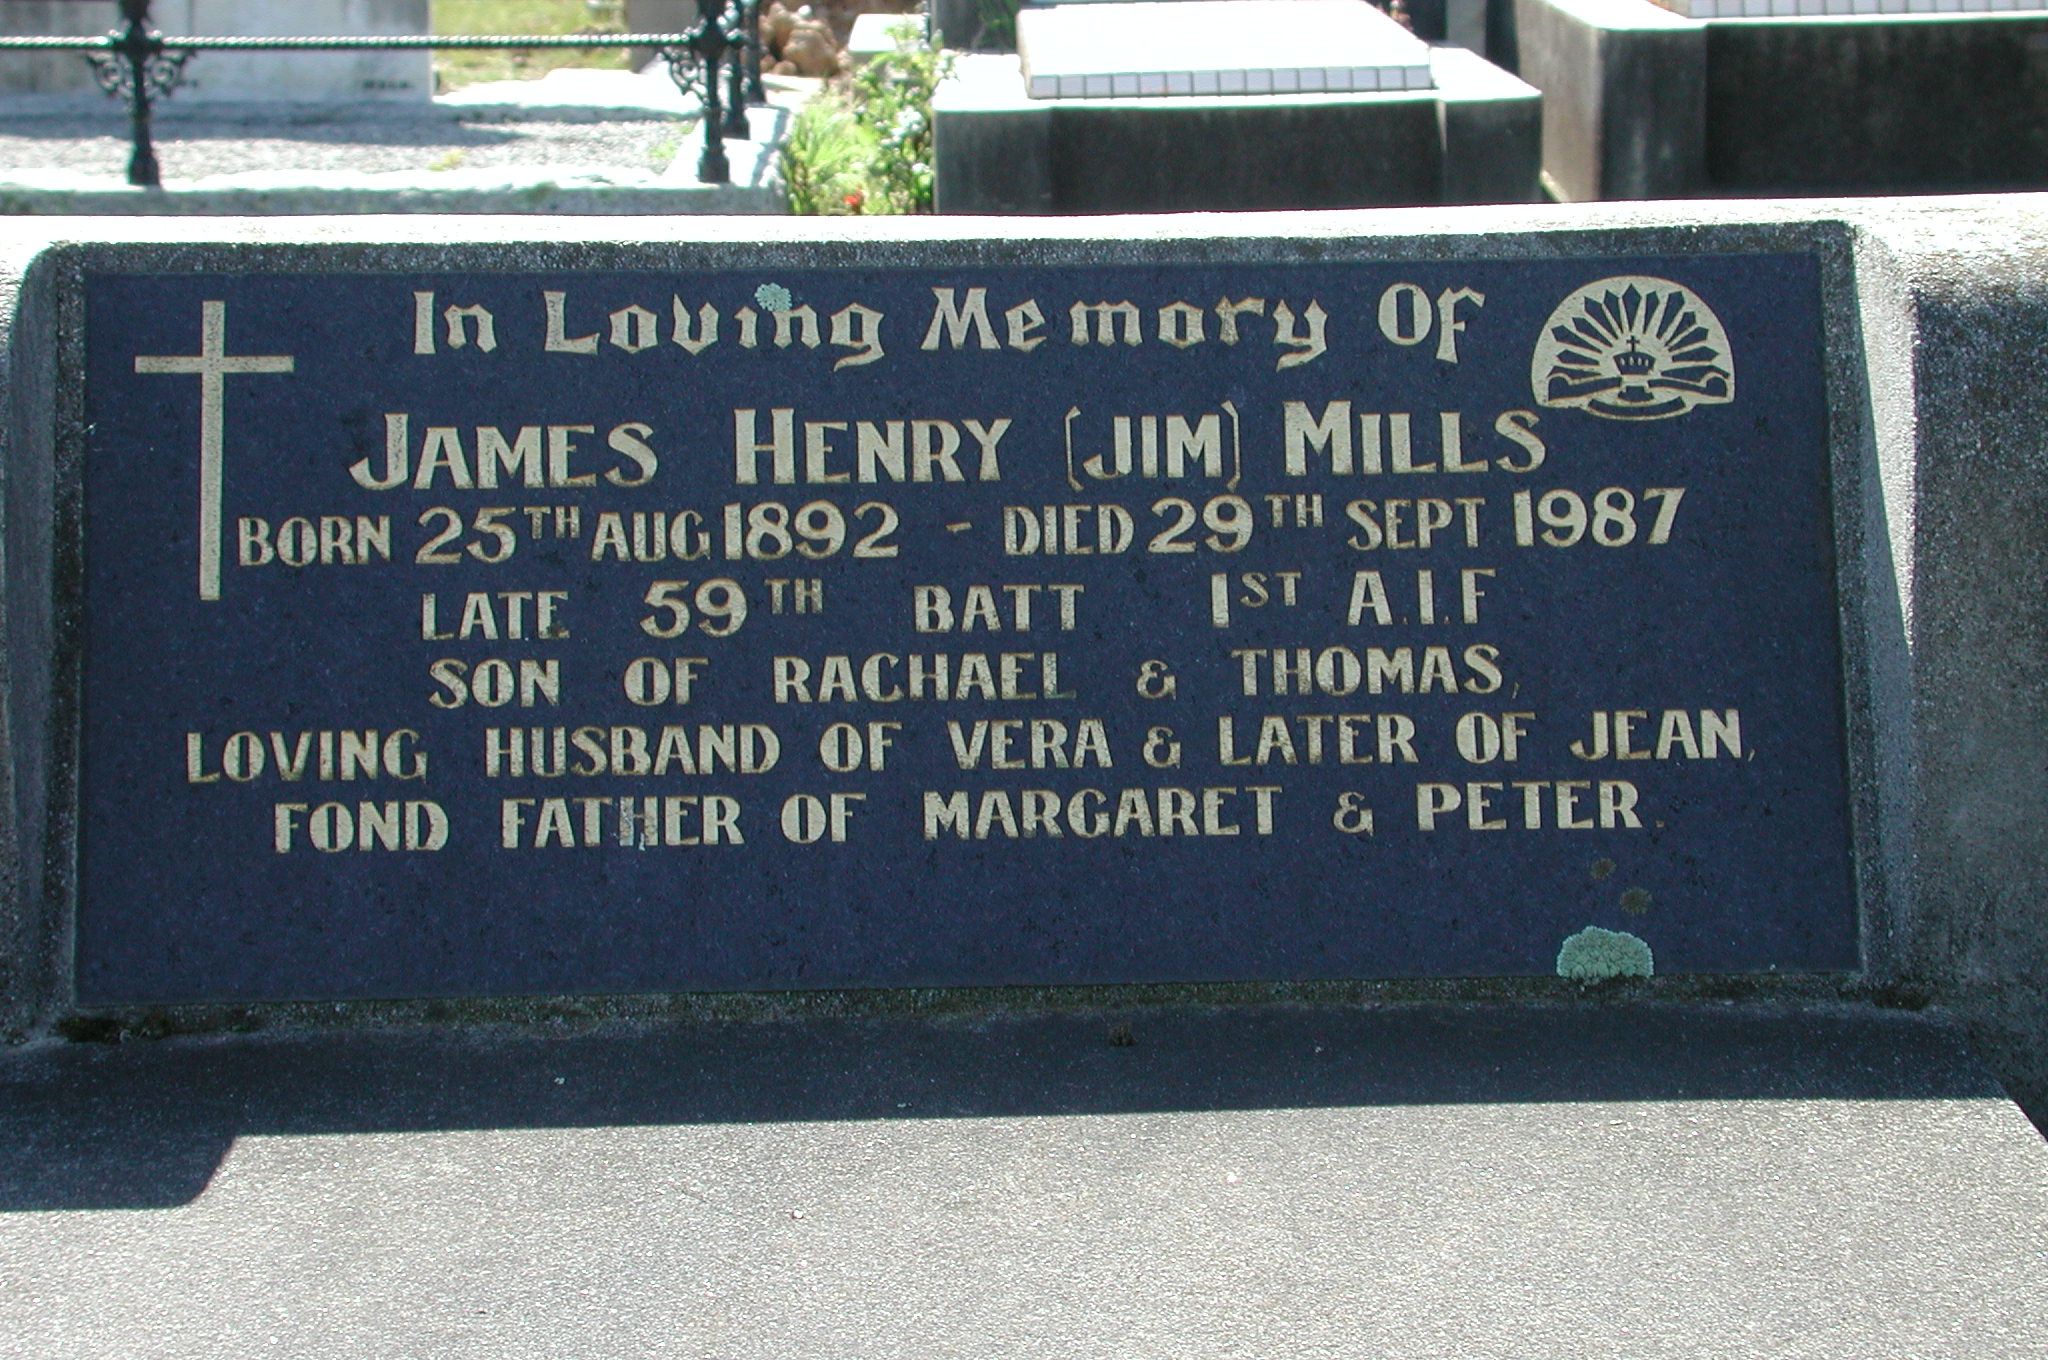 In Loving Memory Of
JAMES HENRY (JIM) MILLS
BORN 25TH AUG 1892 - DIED 29TH SEPT 1987
LATE 59TH BATT 1ST A.I.F
SON OF RACHAEL & THOMAS,
LOVING HUSBAND OF VERA & LATER OF JEAN,
FOND FATHER OF MARGARET & PETER.